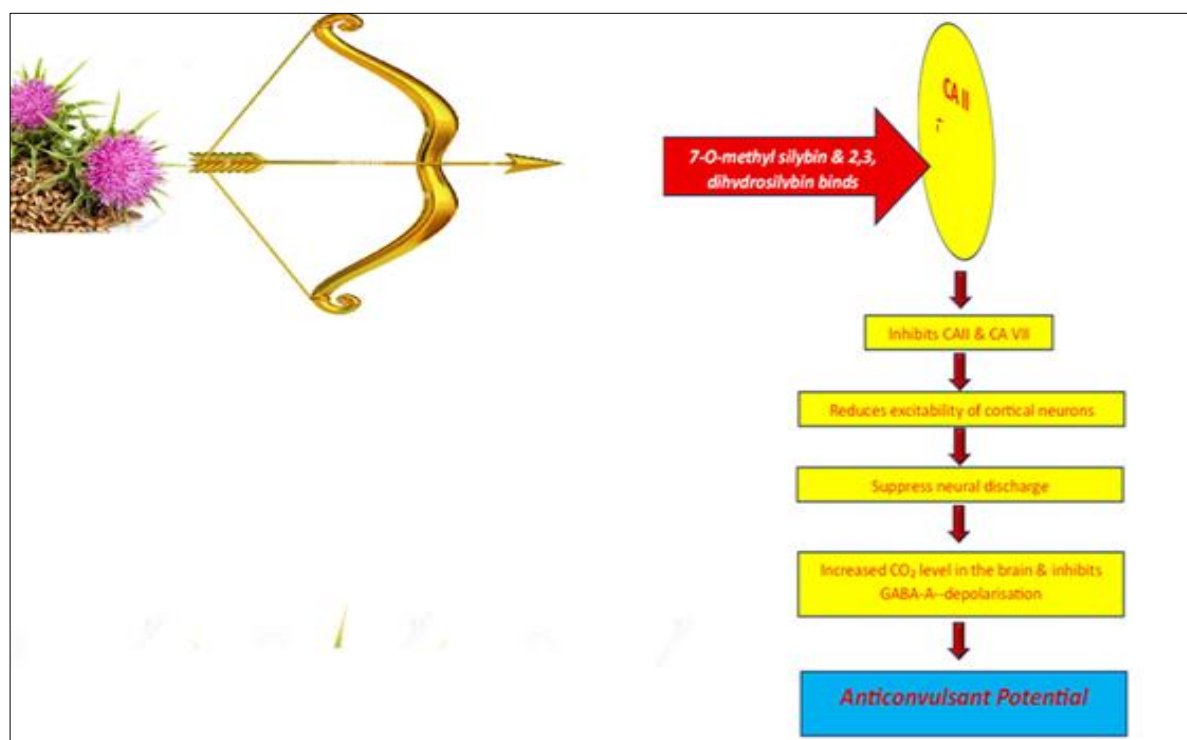 CA II
7-O-methyl silybin & 2,3,
dihydrosilybin binds
Inhibits CAII & CA VII
Reduces excitability of cortical neurons
Suppress neural discharge
Increased CO₂ level in the brain & inhibits
GABA-A--depolarisation
Anticonvulsant Potential